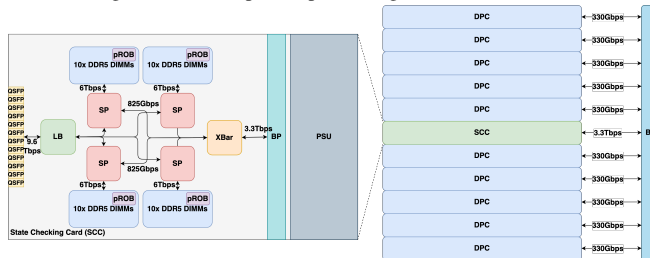 pROB
10x DDR5 DIMMs
pROB
10x DDR5 DIMMs
6Tbps
6Tbps
QSFP
QSFP
QSFP
QSFP
QSFP
QSFP
QSFP
QSFP
QSFP
QSFP
QSFP
QSFP
9.6
Tbps
LB
SP
825Gbps
SP
XBar
3.3Tbps
BP
PSU
SP
825Gbps
SP
6Tbps
6Tbps
pROB
10x DDR5 DIMMs
pROB
10x DDR5 DIMMs
State Checking Card (SCC)
DPC
330Gbps
DPC
330Gbps
DPC
330Gbps
DPC
330Gbps
DPC
330Gbps
SCC
3.3Tbps
DPC
330Gbps
DPC
330Gbps
DPC
330Gbps
DPC
330Gbps
DPC
330Gbps